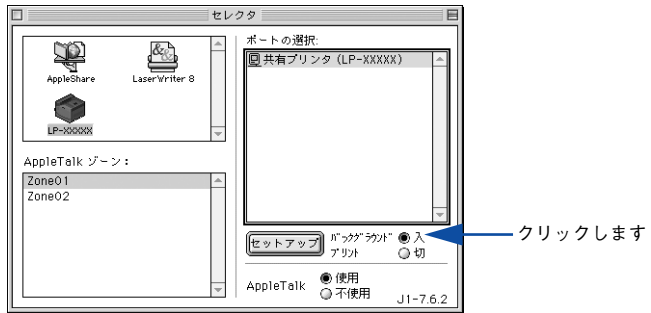 セレクタ
AppleShare
LaserWriter 8
LP-XXXXX
AppleTalk ゾーン：
Zone01
Zone02
ポートの選択:
共有プリンタ (LP-XXXXX)
セットアップ
ﾊﾞｯｸｸﾞﾗｳﾝﾄﾞ
ﾌﾟﾘﾝﾄ
入
切
クリックします
AppleTalk
使用
不使用
J1-7.6.2